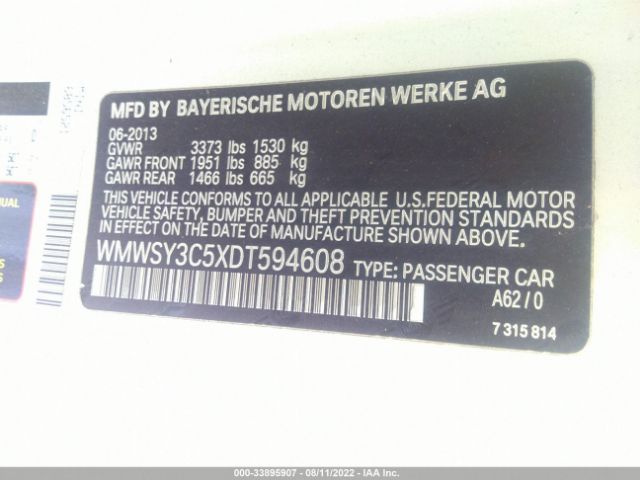 MFD BY BAYERISCHE MOTOREN WERKE AG
06-2013
GVWR 3373 lbs 1530 kg
GAWR FRONT 1951 lbs 885 kg
GAWR REAR 1466 lbs 665 kg
THIS VEHICLE CONFORMS TO ALL APPLICABLE U.S.FEDERAL MOTOR
VEHICLE SAFETY, BUMPER AND THEFT PREVENTION STANDARDS
IN EFFECT ON THE DATE OF MANUFACTURE SHOWN ABOVE.
WMWSY3C5XDT594608 TYPE: PASSENGER CAR
A62/0
7 315 814
000-33895907 - 08/11/2022 - IAA Inc.